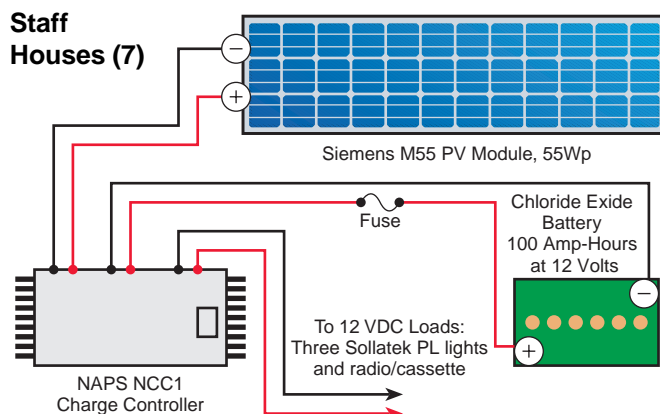 Staff
Houses (7)
−
+
Siemens M55 PV Module, 55Wp
Fuse
Chloride Exide
Battery
100 Amp-Hours
at 12 Volts
−
+
To 12 VDC Loads:
Three Sollatek PL lights
and radio/cassette
NAPS NCC1
Charge Controller